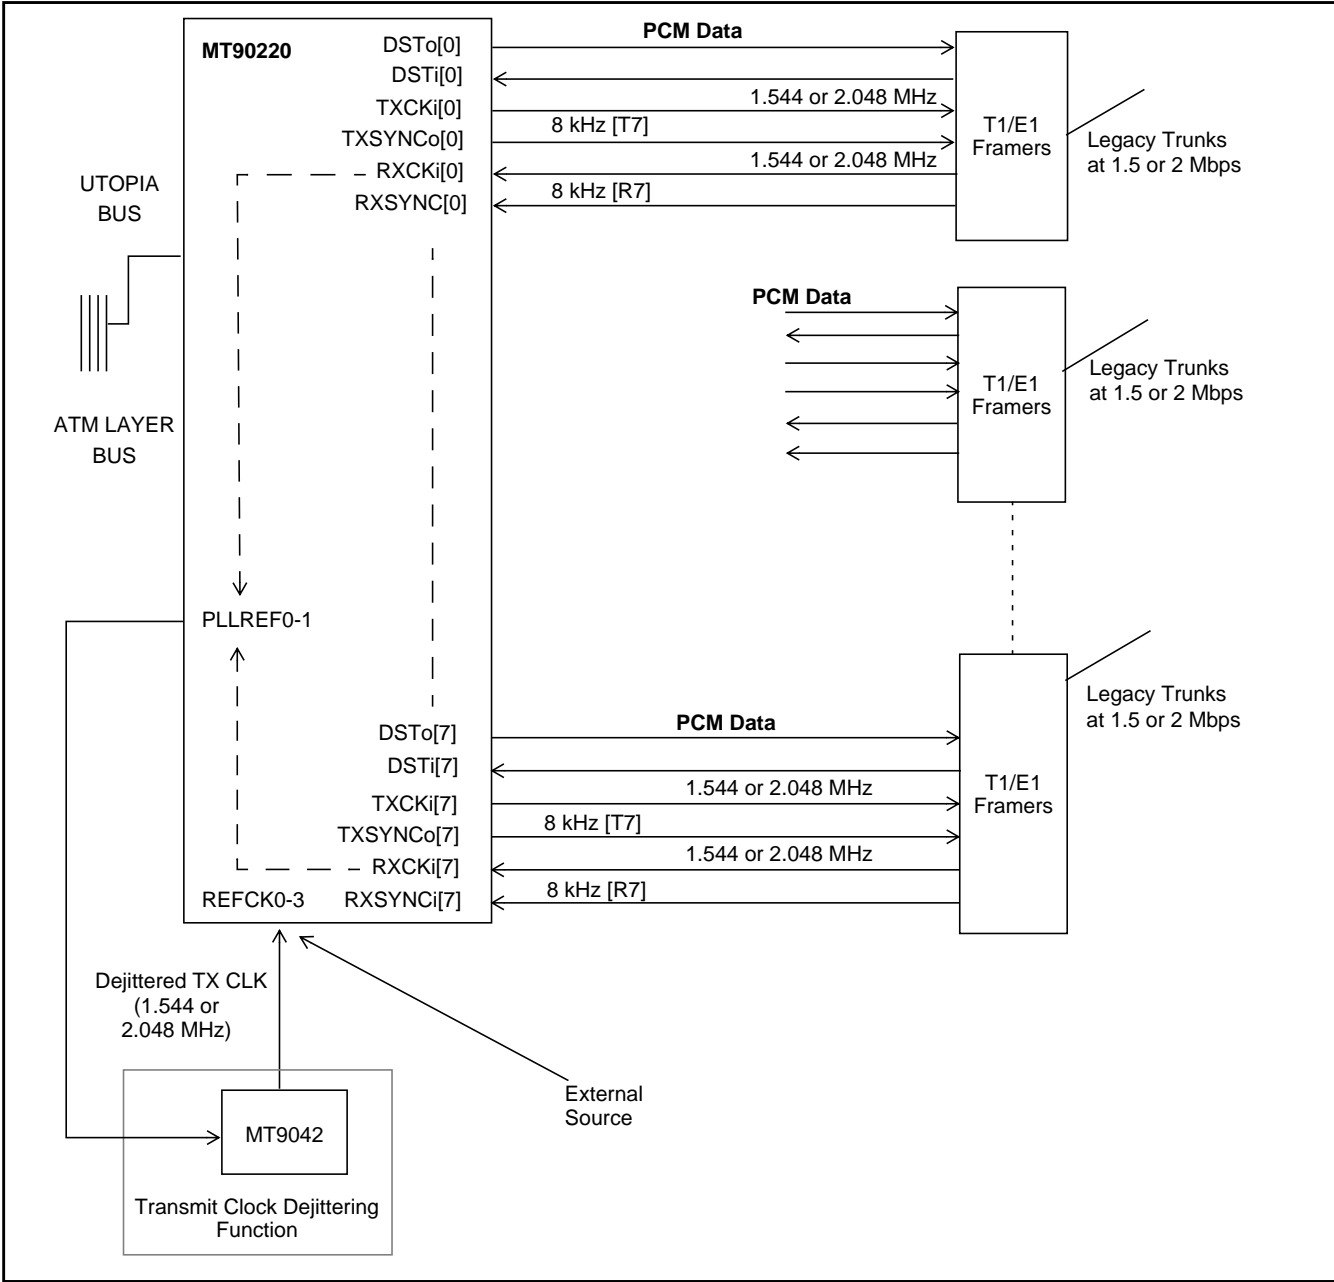 MT90220
DSTo[0]
PCM Data
DSTi[0]
1.544 or 2.048 MHz
TXCKi[0]
8 kHz [T7]
TXSYNCo[0]
1.544 or 2.048 MHz
RXCKi[0]
8 kHz [R7]
RXSYNC[0]
T1/E1
Framers
Legacy Trunks
at 1.5 or 2 Mbps
UTOPIA
BUS
ATM LAYER
BUS
PCM Data
T1/E1
Framers
Legacy Trunks
at 1.5 or 2 Mbps
PLLREF0-1
DSTo[7]
PCM Data
DSTi[7]
1.544 or 2.048 MHz
TXCKi[7]
8 kHz [T7]
TXSYNCo[7]
1.544 or 2.048 MHz
RXCKi[7]
8 kHz [R7]
REFCK0-3
RXSYNCi[7]
T1/E1
Framers
Legacy Trunks
at 1.5 or 2 Mbps
Dejittered TX CLK
(1.544 or
2.048 MHz)
External
Source
MT9042
Transmit Clock Dejittering
Function